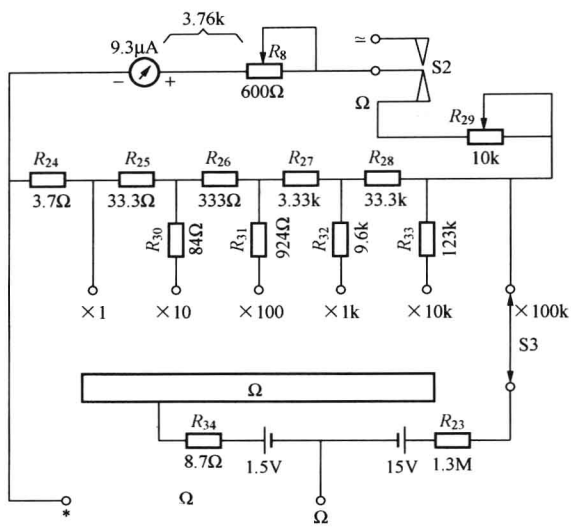 3.76k
9.3μA
R8
− +
600Ω
≃
S2
Ω
R29
10k
R24 R25 R26 R27 R28
3.7Ω 33.3Ω 333Ω 3.33k 33.3k
R30 84Ω R31 924Ω R32 9.6k R33 123k
×1 ×10 ×100 ×1k ×10k ×100k
S3
Ω
R34 R23
8.7Ω 1.5V 15V 1.3M
* Ω Ω